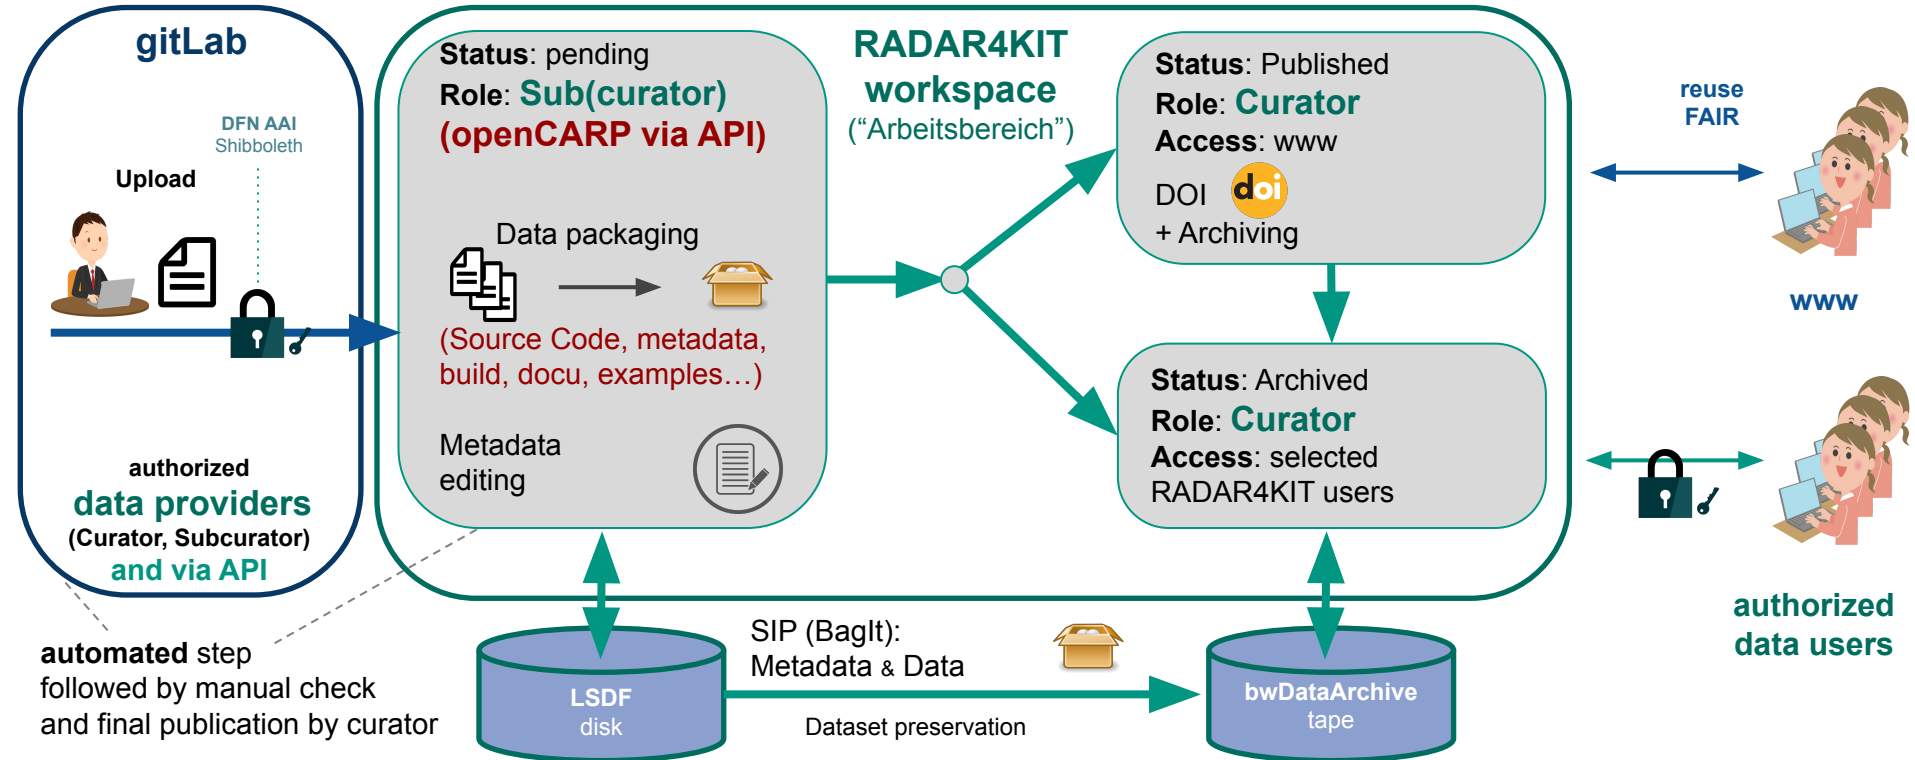 gitLab
DFN AAI
Shibboleth
Upload
authorized
data providers
(Curator, Subcurator)
and via API
automated step
followed by manual check
and final publication by curator
Status: pending
Role: Sub(curator)
(openCARP via API)
Data packaging
(Source Code, metadata,
build, docu, examples…)
Metadata
editing
RADAR4KIT
workspace
(“Arbeitsbereich”)
Status: Published
Role: Curator
Access: www
DOI doi
+ Archiving
Status: Archived
Role: Curator
Access: selected
RADAR4KIT users
LSDF
disk
SIP (BagIt):
Metadata & Data
Dataset preservation
bwDataArchive
tape
reuse
FAIR
www
authorized
data users